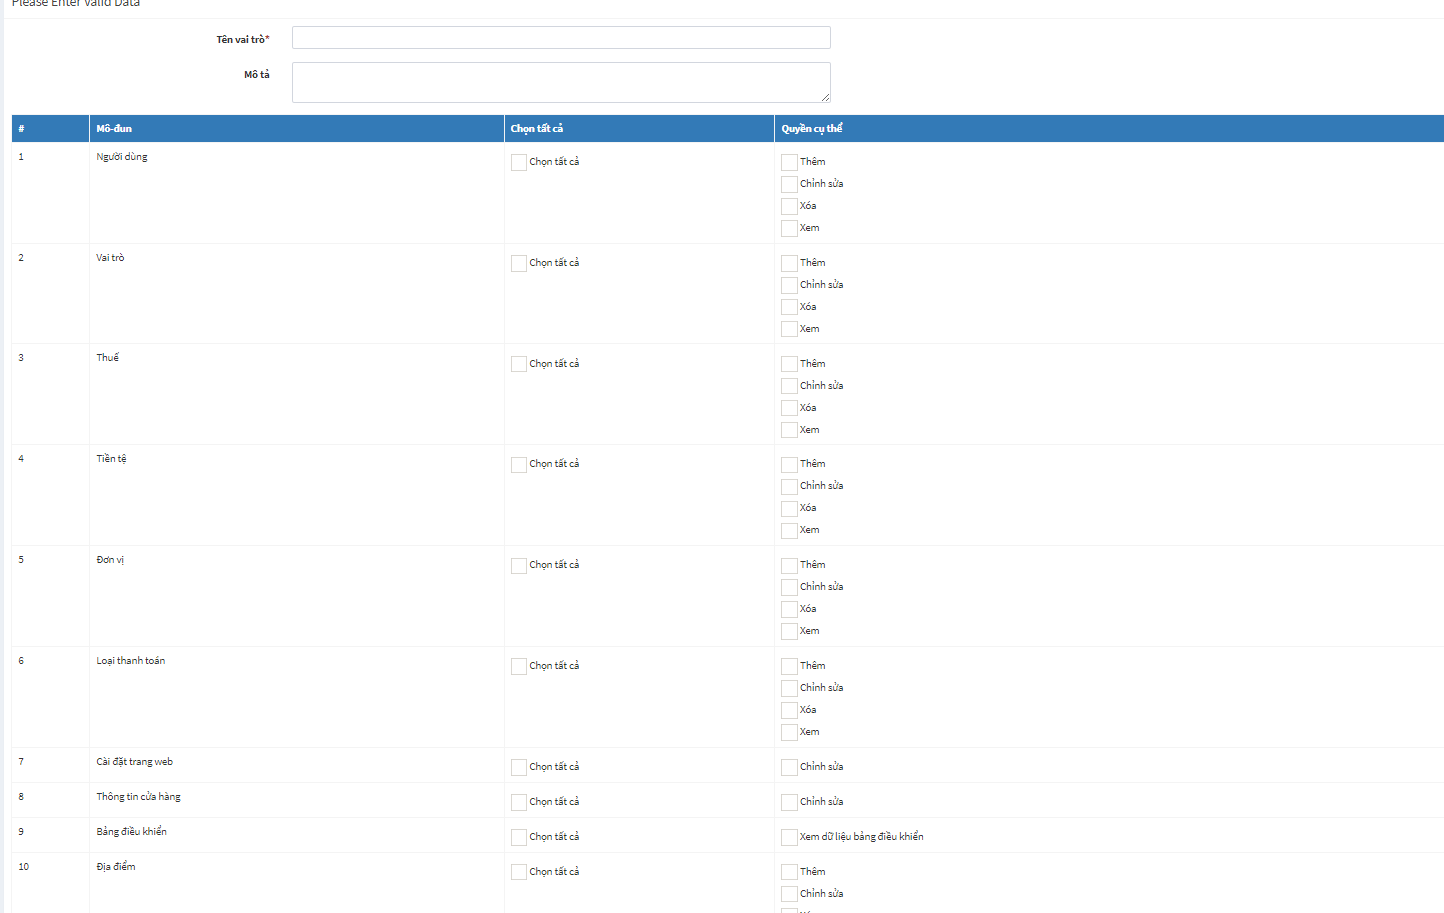 Please Enter Valid Data
Tên vai trò*
Mô tả
# Mô-đun Chọn tất cả Quyền cụ thể
1 Người dùng Chọn tất cả Thêm
Chỉnh sửa
Xóa
Xem
2 Vai trò Chọn tất cả Thêm
Chỉnh sửa
Xóa
Xem
3 Thuế Chọn tất cả Thêm
Chỉnh sửa
Xóa
Xem
4 Tiền tệ Chọn tất cả Thêm
Chỉnh sửa
Xóa
Xem
5 Đơn vị Chọn tất cả Thêm
Chỉnh sửa
Xóa
Xem
6 Loại thanh toán Chọn tất cả Thêm
Chỉnh sửa
Xóa
Xem
7 Cài đặt trang web Chọn tất cả Chỉnh sửa
8 Thông tin cửa hàng Chọn tất cả Chỉnh sửa
9 Bảng điều khiển Chọn tất cả Xem dữ liệu bảng điều khiển
10 Địa điểm Chọn tất cả Thêm
Chỉnh sửa